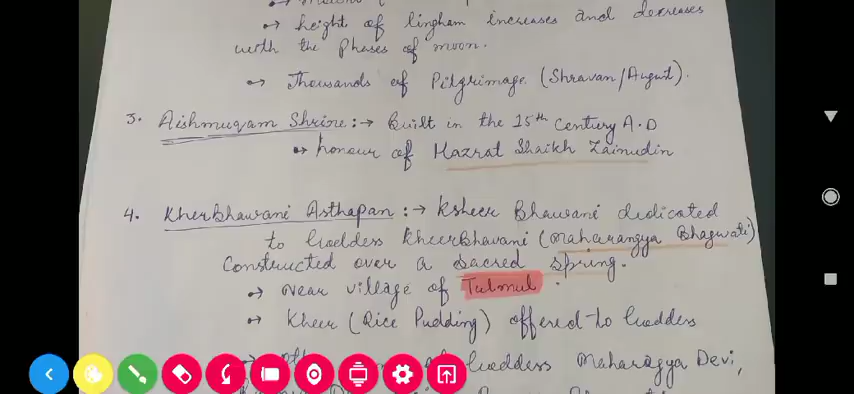 → height of lingham increases and decreases
with the phases of moon.
→ Thousands of Pilgrimage (Shravan/August).
3. Aishmuqam Shrine :→ Built in the 15th Century A.D
→ honour of Hazrat Shaikh Zainudin
4. Kherbhawani Asthapan :→ Ksheer Bhawani dedicated
to Goddess Kheerbhavani (Maharangya Bhagwati)
Constructed over a sacred spring.
→ Near village of Tulmul.
→ Kheer (Rice Pudding) offered to Goddess
Goddess Maharagya Devi,